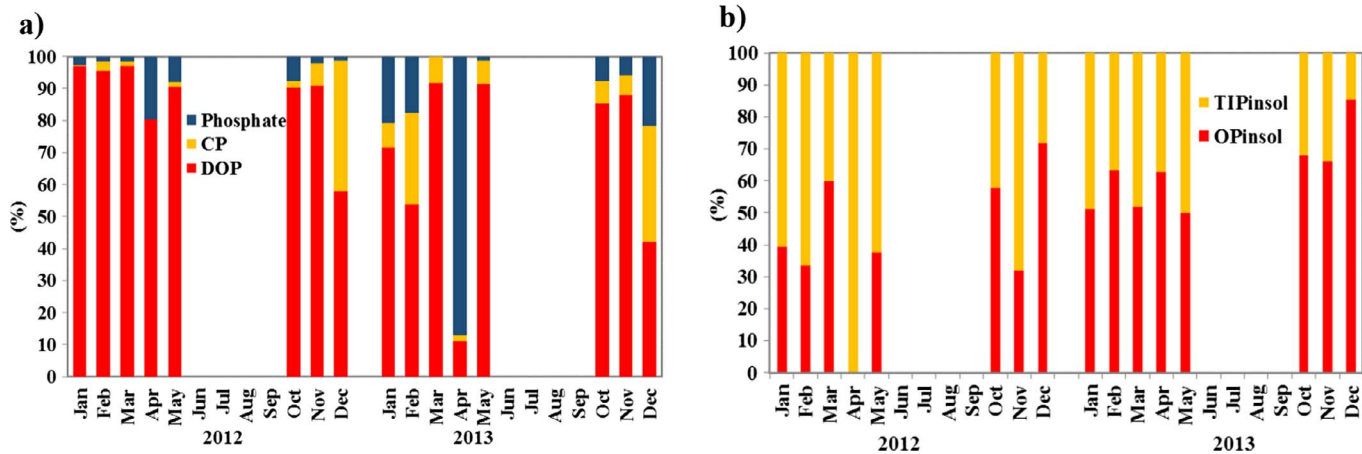 a)
100
90
80
70
60
50
40
30
20
10
0
(%)
Phosphate
CP
DOP
Jan Feb Mar Apr May Jun Jul Aug Sep Oct Nov Dec Jan Feb Mar Apr May Jun Jul Aug Sep Oct Nov Dec
2012 2013
b)
100
90
80
70
60
50
40
30
20
10
0
(%)
TIPinsol
OPinsol
Jan Feb Mar Apr May Jun Jul Aug Sep Oct Nov Dec Jan Feb Mar Apr May Jun Jul Aug Sep Oct Nov Dec
2012 2013